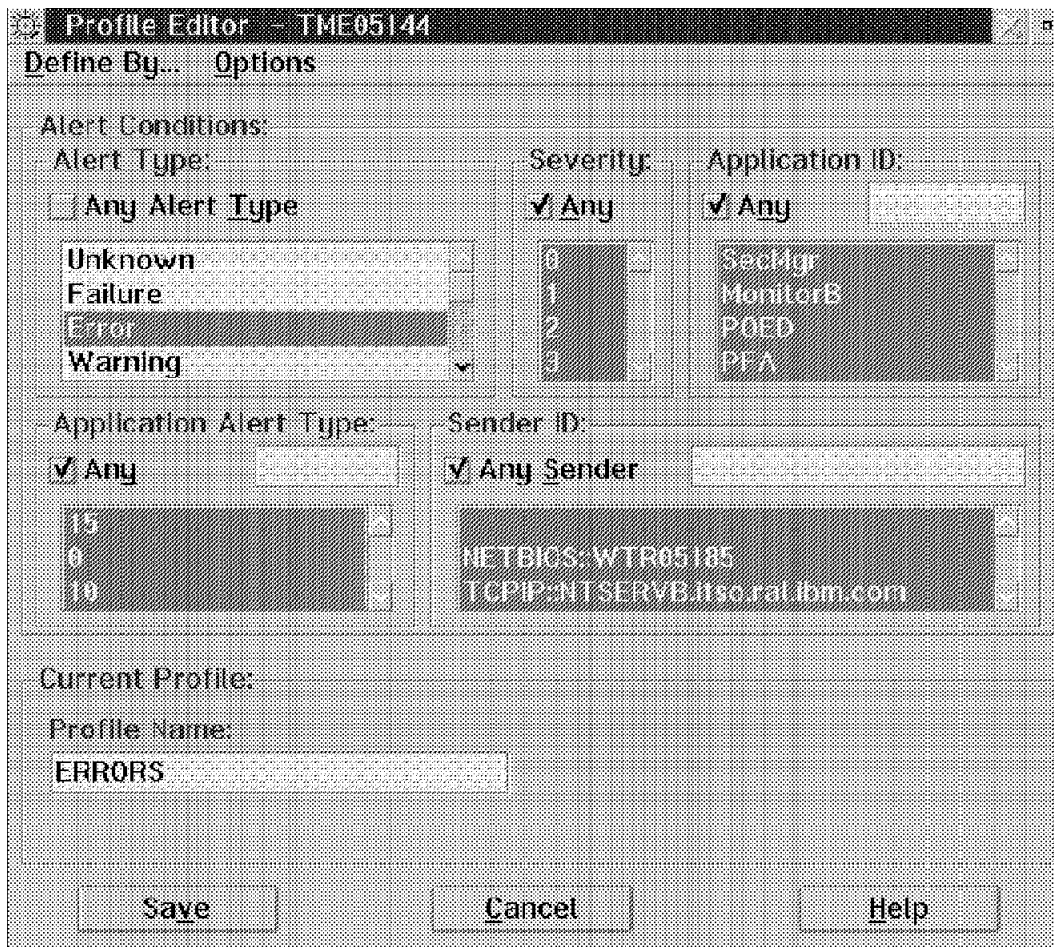 Profile Editor - TME05144
Define By... Options
Alert Conditions:
Alert Type:
Any Alert Type
Unknown
Failure
Error
Warning
Severity:
Any
0
1
2
3
Application ID:
Any
SecMgr
MonitorB
POED
PFA
Application Alert Type:
Any
15
0
10
Sender ID:
Any Sender
NETBIOS::WTR05185
TCPIP::NTSERVB.itso.ral.ibm.com
Current Profile:
Profile Name:
ERRORS
Save
Cancel
Help